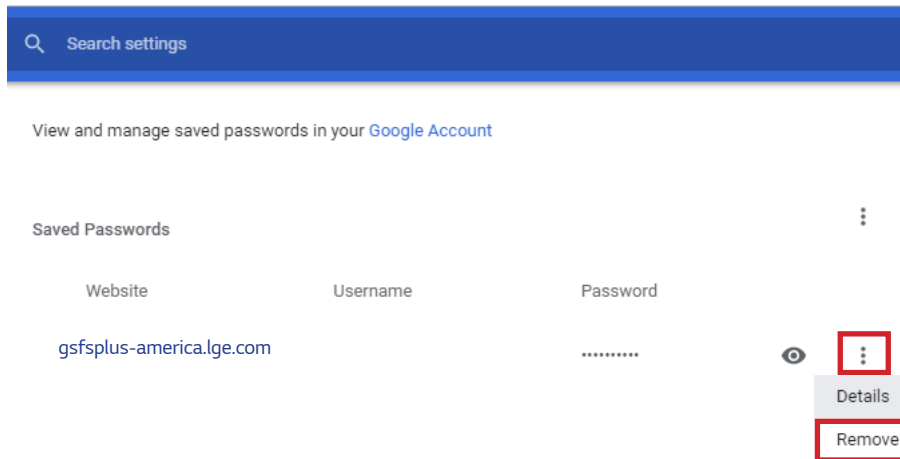 Search settings
View and manage saved passwords in your Google Account
Saved Passwords
Website Username Password
gsfsplus-america.lge.com ••••••••••
Details
Remove